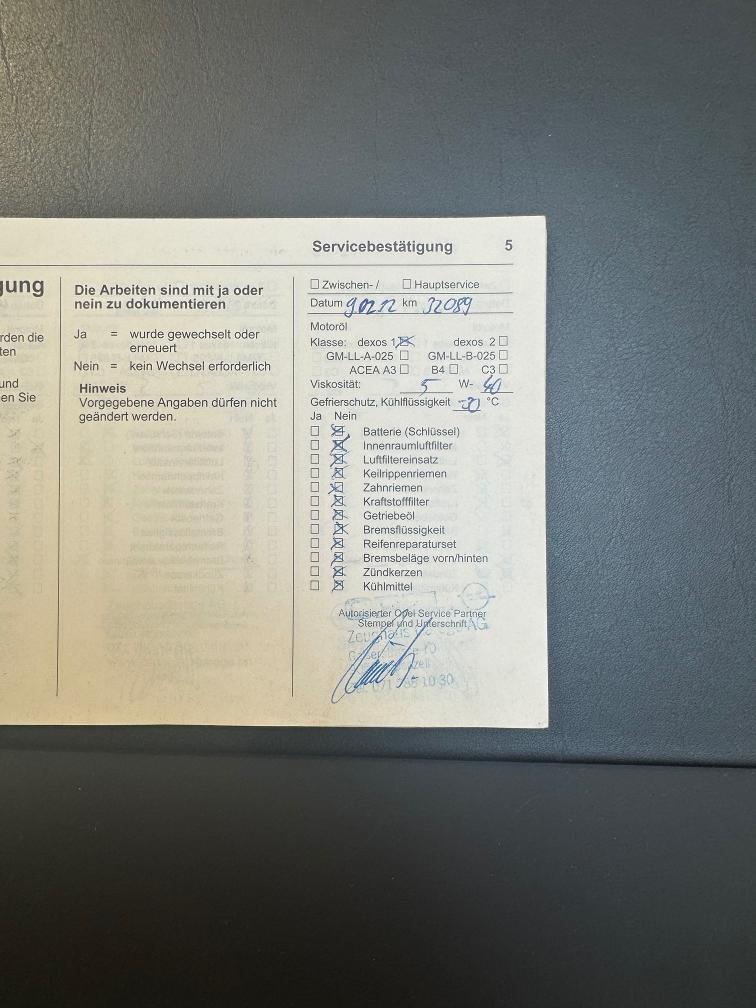 Servicebestätigung 5
gung
rden die
ten
und
en Sie
Die Arbeiten sind mit ja oder
nein zu dokumentieren
Ja = wurde gewechselt oder
erneuert
Nein = kein Wechsel erforderlich
Hinweis
Vorgegebene Angaben dürfen nicht
geändert werden.
☐ Zwischen- / ☐ Hauptservice
Datum 9.02.12 km 32089
Motoröl
Klasse: dexos 1 ☒ dexos 2 ☐
GM-LL-A-025 ☐ GM-LL-B-025 ☐
ACEA A3 ☐ B4 ☐ C3 ☐
Viskosität: 5 W- 40
Gefrierschutz, Kühlflüssigkeit -30 °C
Ja Nein
☐ ☒ Batterie (Schlüssel)
☐ ☒ Innenraumluftfilter
☐ ☒ Luftfiltereinsatz
☐ ☒ Keilrippenriemen
☐ ☒ Zahnriemen
☐ ☒ Kraftstofffilter
☐ ☒ Getriebeöl
☐ ☒ Bremsflüssigkeit
☐ ☒ Reifenreparaturset
☐ ☒ Bremsbeläge vorn/hinten
☐ ☒ Zündkerzen
☐ ☒ Kühlmittel
Autorisierter Opel Service Partner
Stempel und Unterschrift
AG
10 30